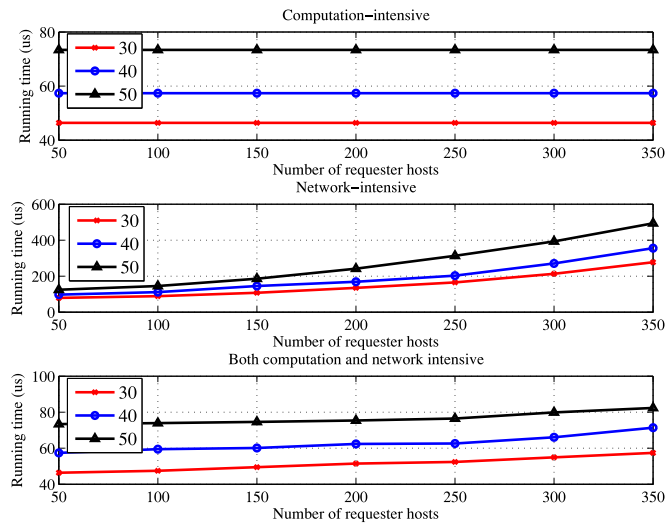 Computation−intensive
Running time (us)
80
60
40
30
40
50
50 100 150 200 250 300 350
Number of requester hosts
Network−intensive
Running time (us)
600
400
200
0
30
40
50
50 100 150 200 250 300 350
Number of requester hosts
Both computation and network intensive
Running time (us)
100
80
60
40
30
40
50
50 100 150 200 250 300 350
Number of requester hosts